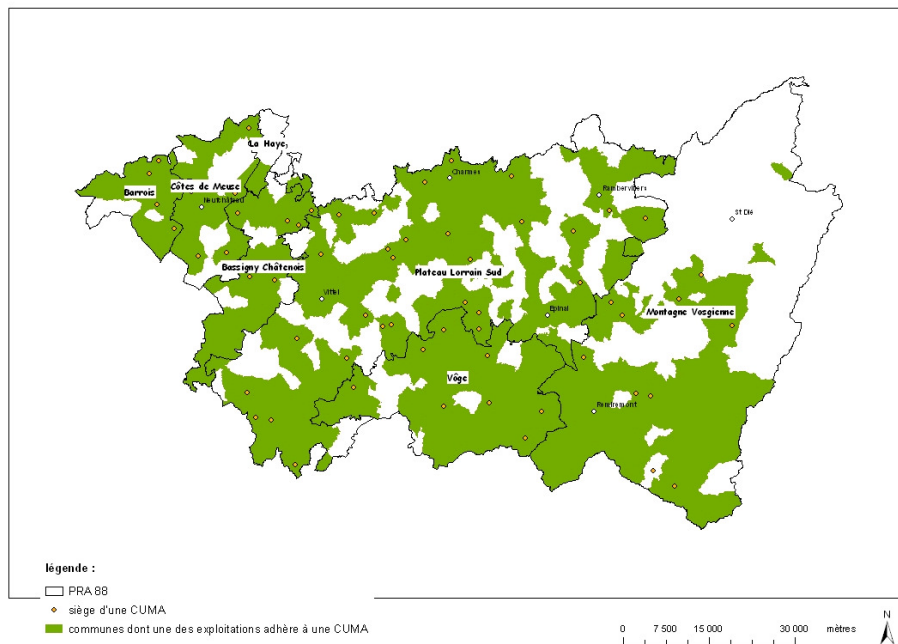 La Haye
Charmes
Barrois
Côtes de Meuse
Neufchâteau
Rambervillers
St Dié
Bassigny Châtenois
Plateau Lorrain Sud
Vittel
Epinal
Montagne Vosgienne
Vôge
Remiremont
légende :
PRA 88
siège d'une CUMA
communes dont une des exploitations adhère à une CUMA
N
0 7 500 15 000 30 000 mètres